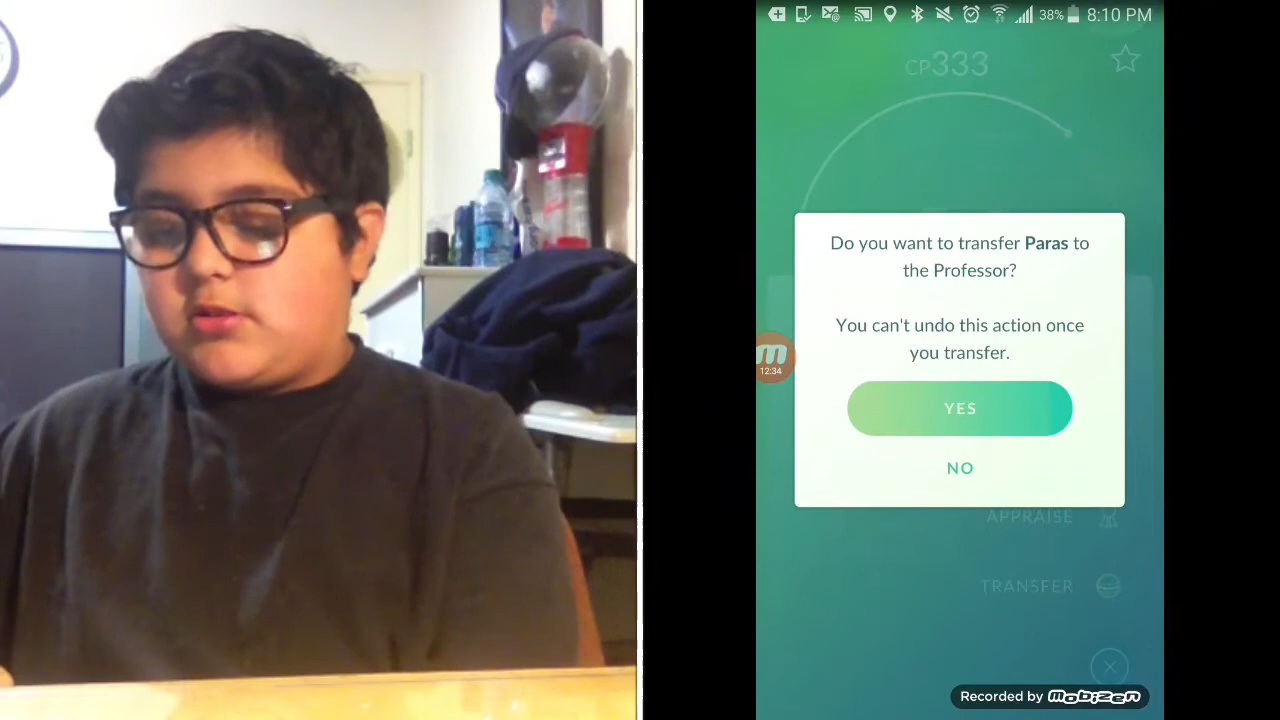 38% 8:10 PM
CP333
Do you want to transfer Paras to
the Professor?
You can't undo this action once
you transfer.
12:34
YES
NO
APPRAISE
TRANSFER
Recorded by mobizen